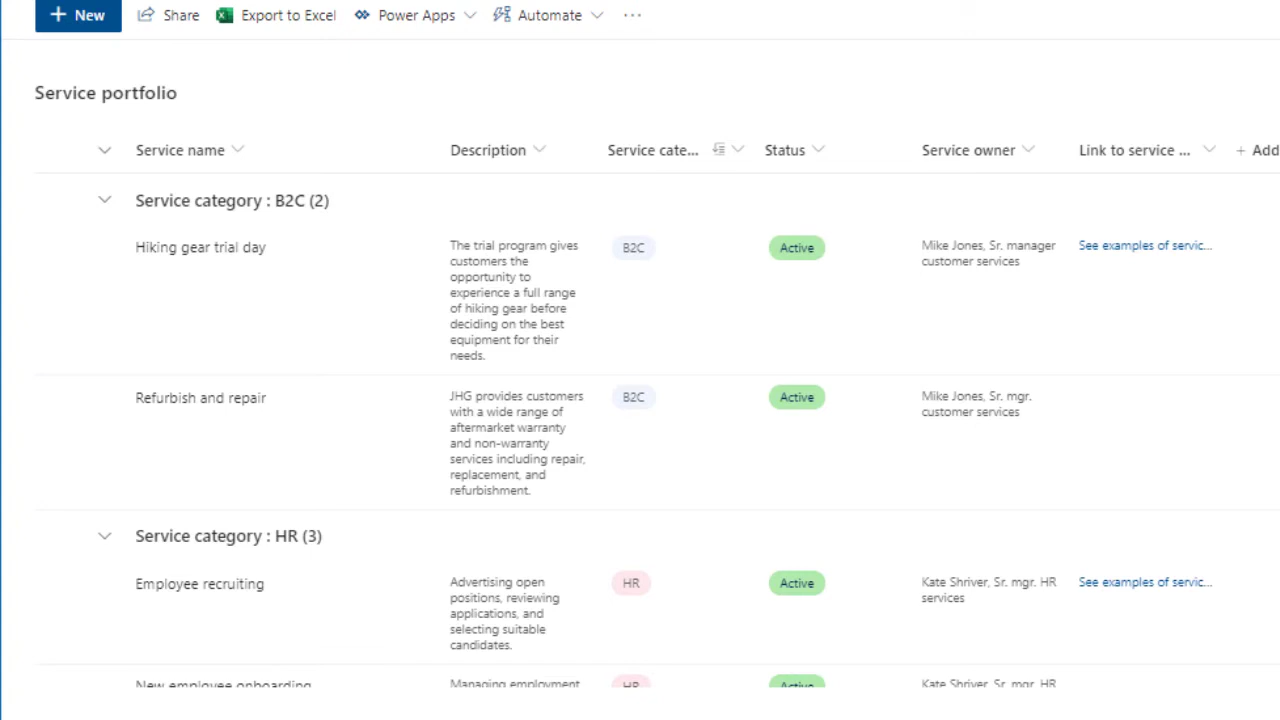 New Share Export to Excel Power Apps Automate ...
Service portfolio
Service name Description Service cate... Status Service owner Link to service ... + Add
Service category : B2C (2)
Hiking gear trial day
The trial program gives
customers the
opportunity to
experience a full range
of hiking gear before
deciding on the best
equipment for their
needs.
B2C
Active
Mike Jones, Sr. manager
customer services
See examples of servic...
Refurbish and repair
JHG provides customers
with a wide range of
aftermarket warranty
and non-warranty
services including repair,
replacement, and
refurbishment.
B2C
Active
Mike Jones, Sr. mgr.
customer services
Service category : HR (3)
Employee recruiting
Advertising open
positions, reviewing
applications, and
selecting suitable
candidates.
HR
Active
Kate Shriver, Sr. mgr. HR
services
See examples of servic...
New employee onboarding
Managing employment
HR
Active
Kate Shriver, Sr. mgr. HR